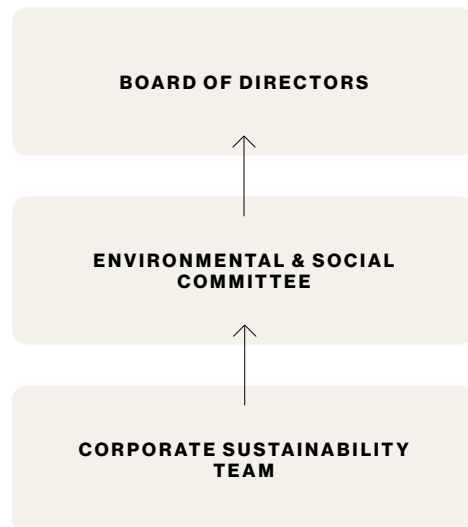 BOARD OF DIRECTORS
ENVIRONMENTAL & SOCIAL
COMMITTEE
CORPORATE SUSTAINABILITY
TEAM